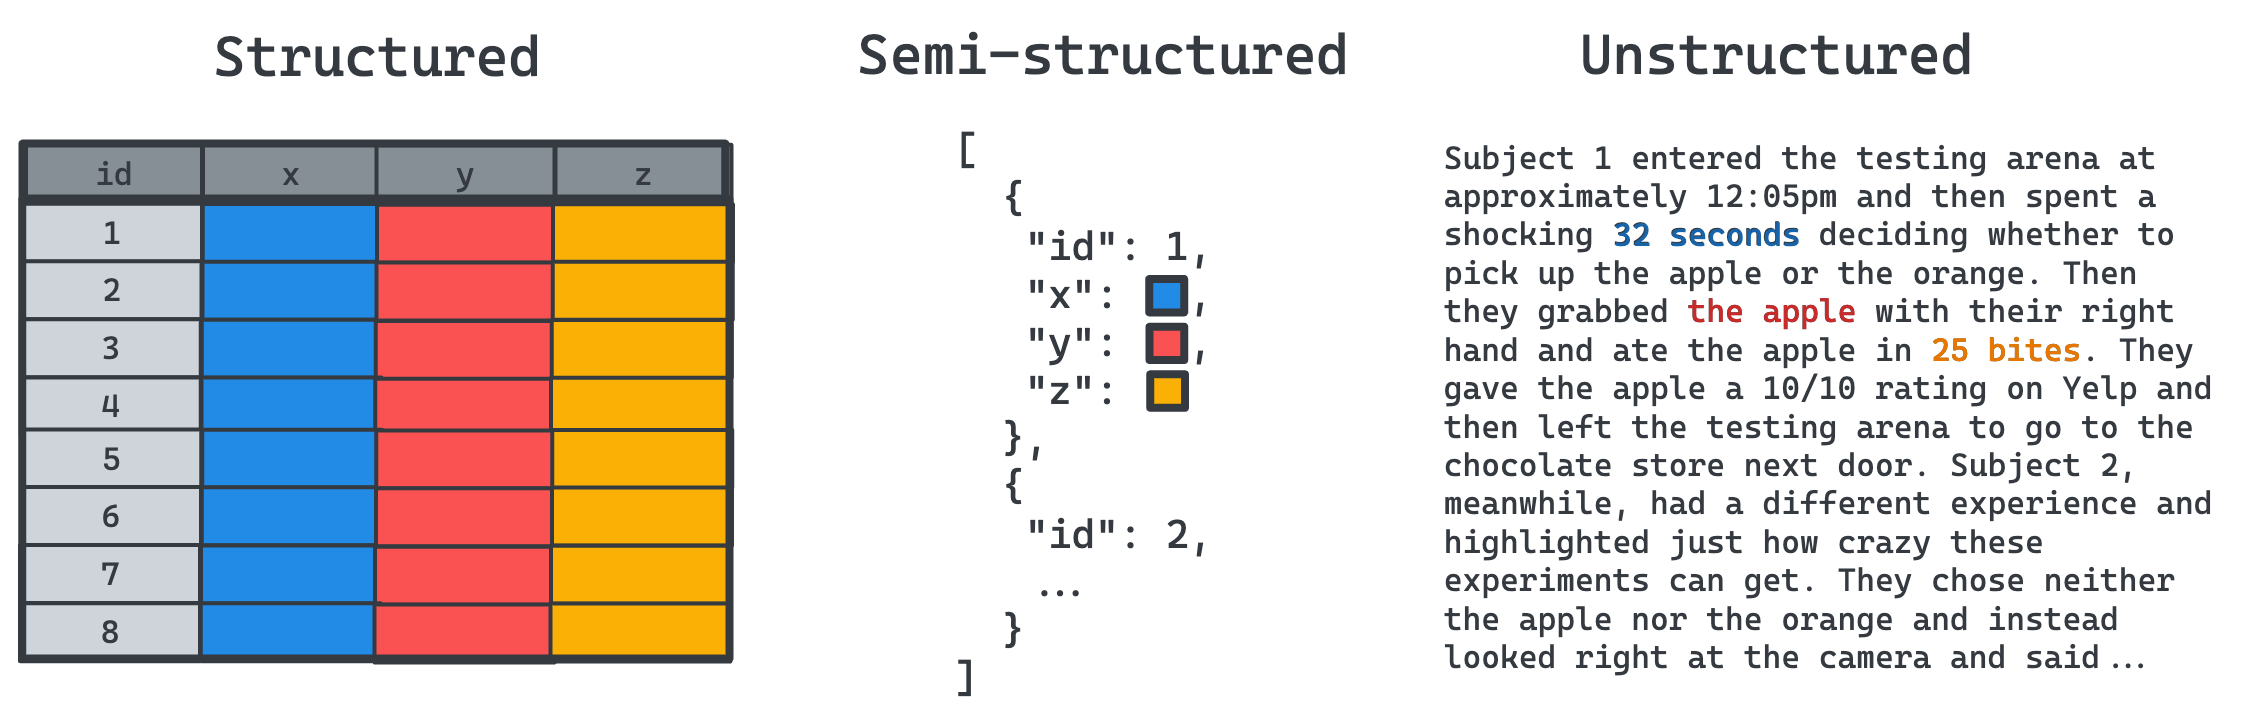 Structured
id x y z
1
2
3
4
5
6
7
8
Semi-structured
[
{
"id": 1,
"x": ,
"y": ,
"z":
},
{
"id": 2,
...
}
]
Unstructured
Subject 1 entered the testing arena at
approximately 12:05pm and then spent a
shocking 32 seconds deciding whether to
pick up the apple or the orange. Then
they grabbed the apple with their right
hand and ate the apple in 25 bites. They
gave the apple a 10/10 rating on Yelp and
then left the testing arena to go to the
chocolate store next door. Subject 2,
meanwhile, had a different experience and
highlighted just how crazy these
experiments can get. They chose neither
the apple nor the orange and instead
looked right at the camera and said ...